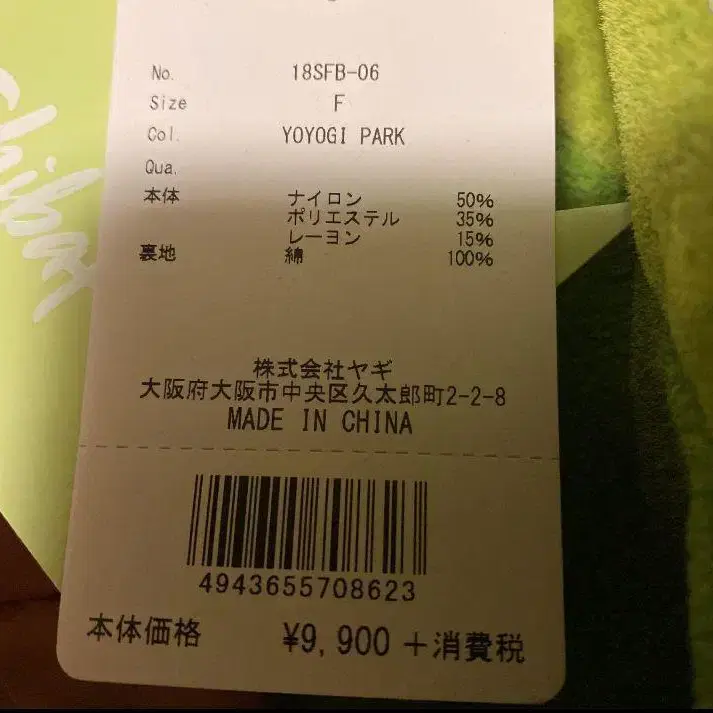 No. 18SFB-06
Size F
Col. YOYOGI PARK
Qua.
本体 ナイロン 50%
ポリエステル 35%
レーヨン 15%
裏地 綿 100%
株式会社ヤギ
大阪府大阪市中央区久太郎町2-2-8
MADE IN CHINA
4943655708623
本体価格 ¥9,900+消費税